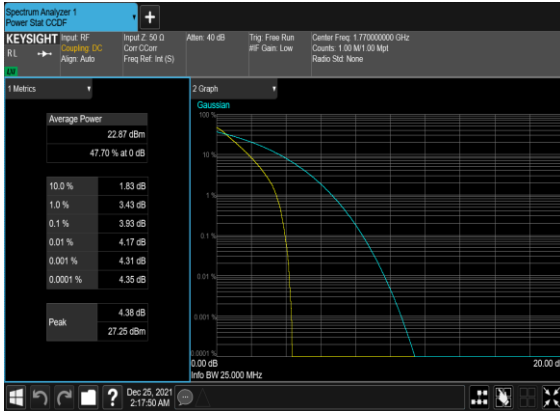 Spectrum Analyzer 1
Power Stat CCDF
KEYSIGHT
RL
LV
Input: RF
Coupling: DC
Align: Auto
Input Z: 50 Ω
Corr CCorr
Freq Ref: Int (S)
Atten: 40 dB
Trig: Free Run
#IF Gain: Low
Center Freq: 1.770000000 GHz
Counts: 1.00 M/1.00 Mpt
Radio Std: None
1 Metrics
Average Power
22.87 dBm
47.70 % at 0 dB
10.0 % 1.83 dB
1.0 % 3.43 dB
0.1 % 3.93 dB
0.01 % 4.17 dB
0.001 % 4.31 dB
0.0001 % 4.35 dB
Peak
4.38 dB
27.25 dBm
2 Graph
Gaussian
100 %
10 %
1 %
0.1 %
0.01 %
0.001 %
0.0001 %
0.00 dB
20.00 d
Info BW 25.000 MHz
?
Dec 25, 2021
2:17:50 AM